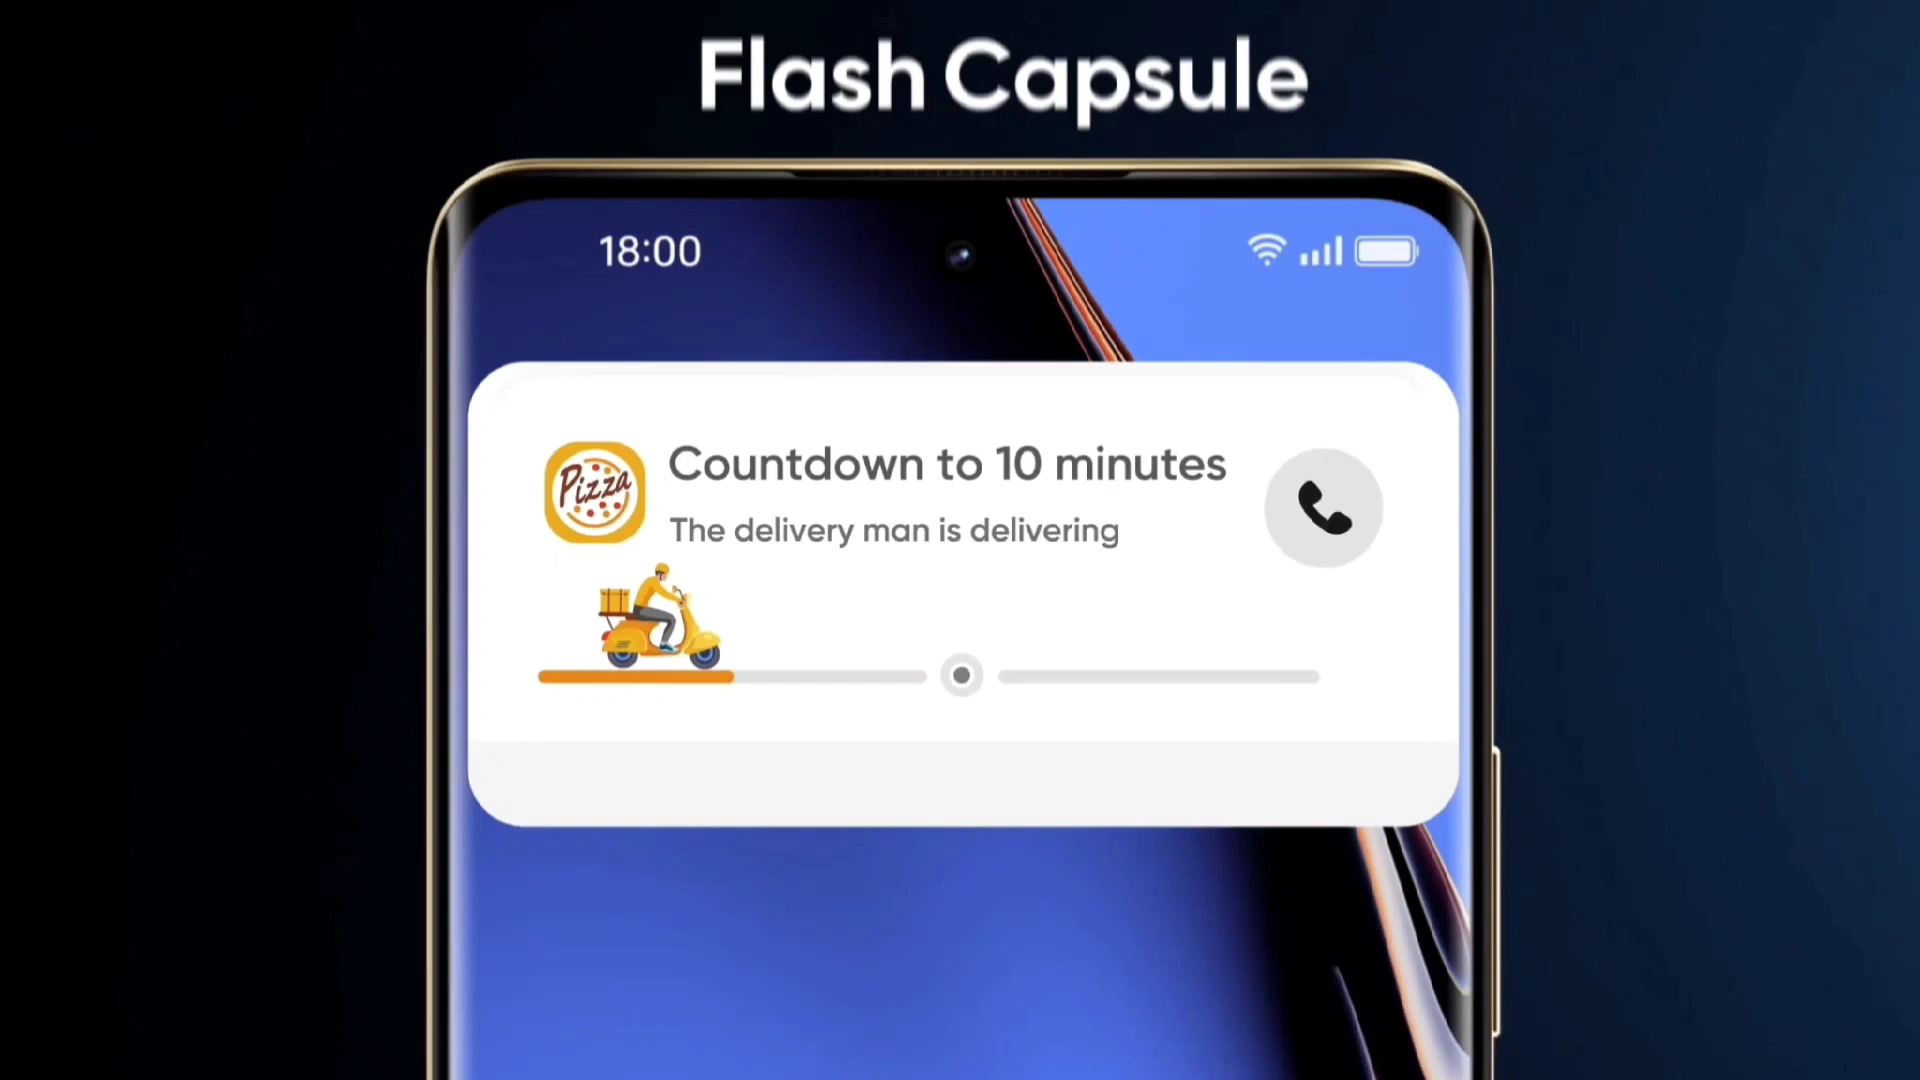 Flash Capsule
18:00
Pizza
Countdown to 10 minutes
The delivery man is delivering